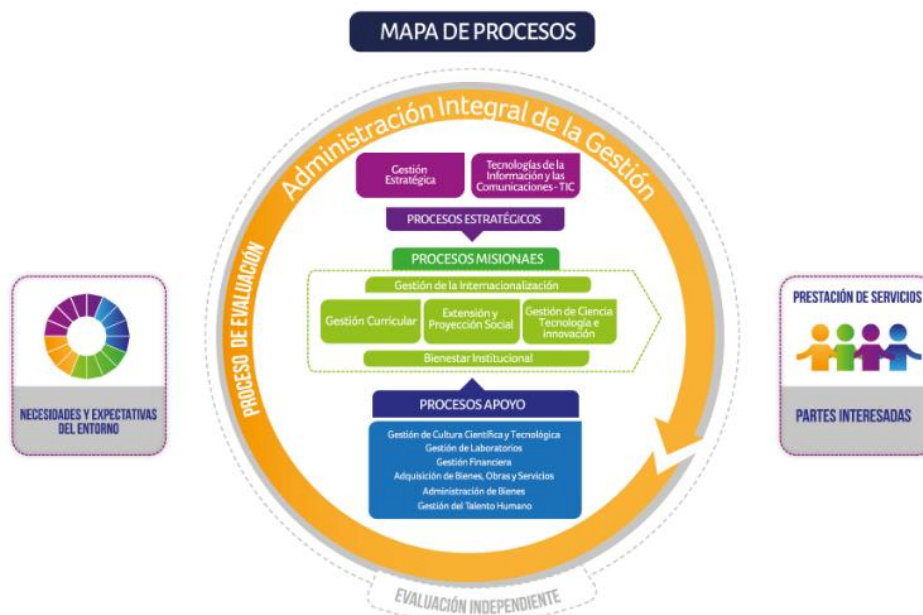 MAPA DE PROCESOS
Administración Integral de la Gestión
PROCESO DE EVALUACIÓN
Gestión
Estratégica
Tecnologías de la
Información y las
Comunicaciones - TIC
PROCESOS ESTRATÉGICOS
PROCESOS MISIONAES
Gestión de la Internacionalización
Gestión Curricular
Extensión y
Proyección Social
Gestión de Ciencia
Tecnología e
innovación
Bienestar Institucional
PROCESOS APOYO
Gestión de Cultura Científica y Tecnológica
Gestión de Laboratorios
Gestión Financiera
Adquisición de Bienes, Obras y Servicios
Administración de Bienes
Gestión del Talento Humano
EVALUACIÓN INDEPENDIENTE
NECESIDADES Y EXPECTATIVAS
DEL ENTORNO
PRESTACIÓN DE SERVICIOS
PARTES INTERESADAS